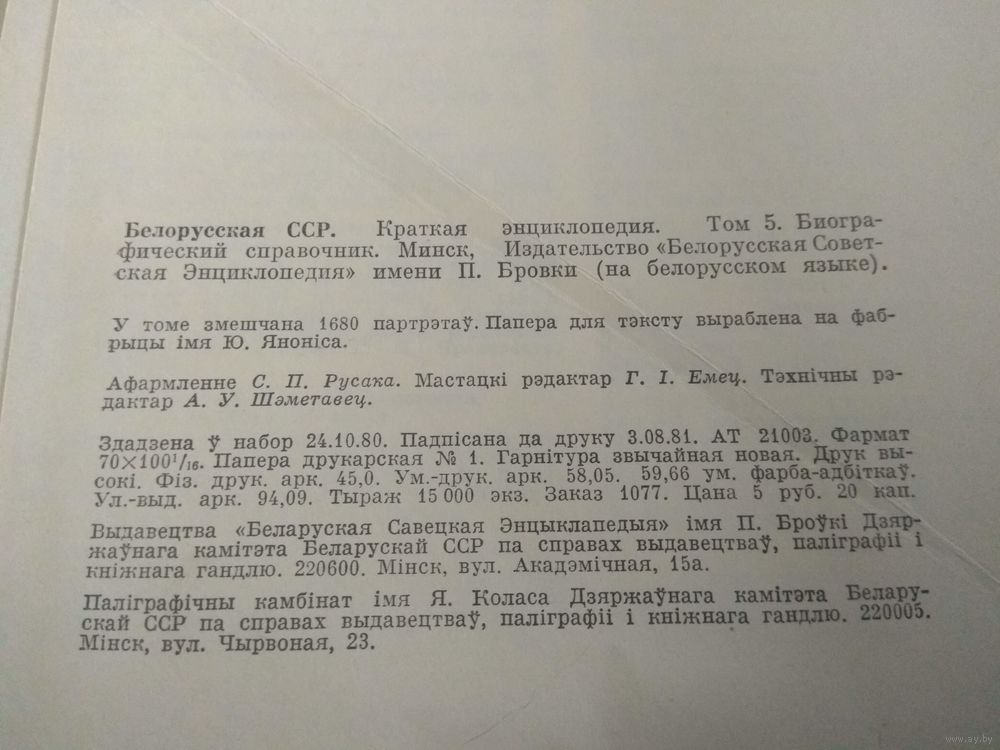 Белорусская ССР. Краткая энциклопедия. Том 5. Биогра-
фический справочник. Минск, Издательство «Белорусская Совет-
ская Энциклопедия» имени П. Бровки (на белорусском языке).
У томе змешчана 1680 партрэтаў. Папера для тэксту выраблена на фаб-
рыцы імя Ю. Яноніса.
Афармленне С. П. Русака. Мастацкі рэдактар Г. І. Емец. Тэхнічны рэ-
дактар А. У. Шэметавец.
Здадзена ў набор 24.10.80. Падпісана да друку 3.08.81. АТ 21003. Фармат
70×100¹/₁₆. Папера друкарская № 1. Гарнітура звычайная новая. Друк вы-
сокі. Фіз. друк. арк. 45,0. Ум.-друк. арк. 58,05. 59,66 ум. фарба-адбіткаў.
Ул.-выд. арк. 94,09. Тыраж 15 000 экз. Заказ 1077. Цана 5 руб. 20 кап.
Выдавецтва «Беларуская Савецкая Энцыклапедыя» імя П. Броўкі Дзяр-
жаўнага камітэта Беларускай ССР па справах выдавецтваў, паліграфіі і
кніжнага гандлю. 220600. Мінск, вул. Акадэмічная, 15а.
Паліграфічны камбінат імя Я. Коласа Дзяржаўнага камітэта Белару-
скай ССР па справах выдавецтваў, паліграфіі і кніжнага гандлю. 220005.
Мінск, вул. Чырвоная, 23.
www.ay.by